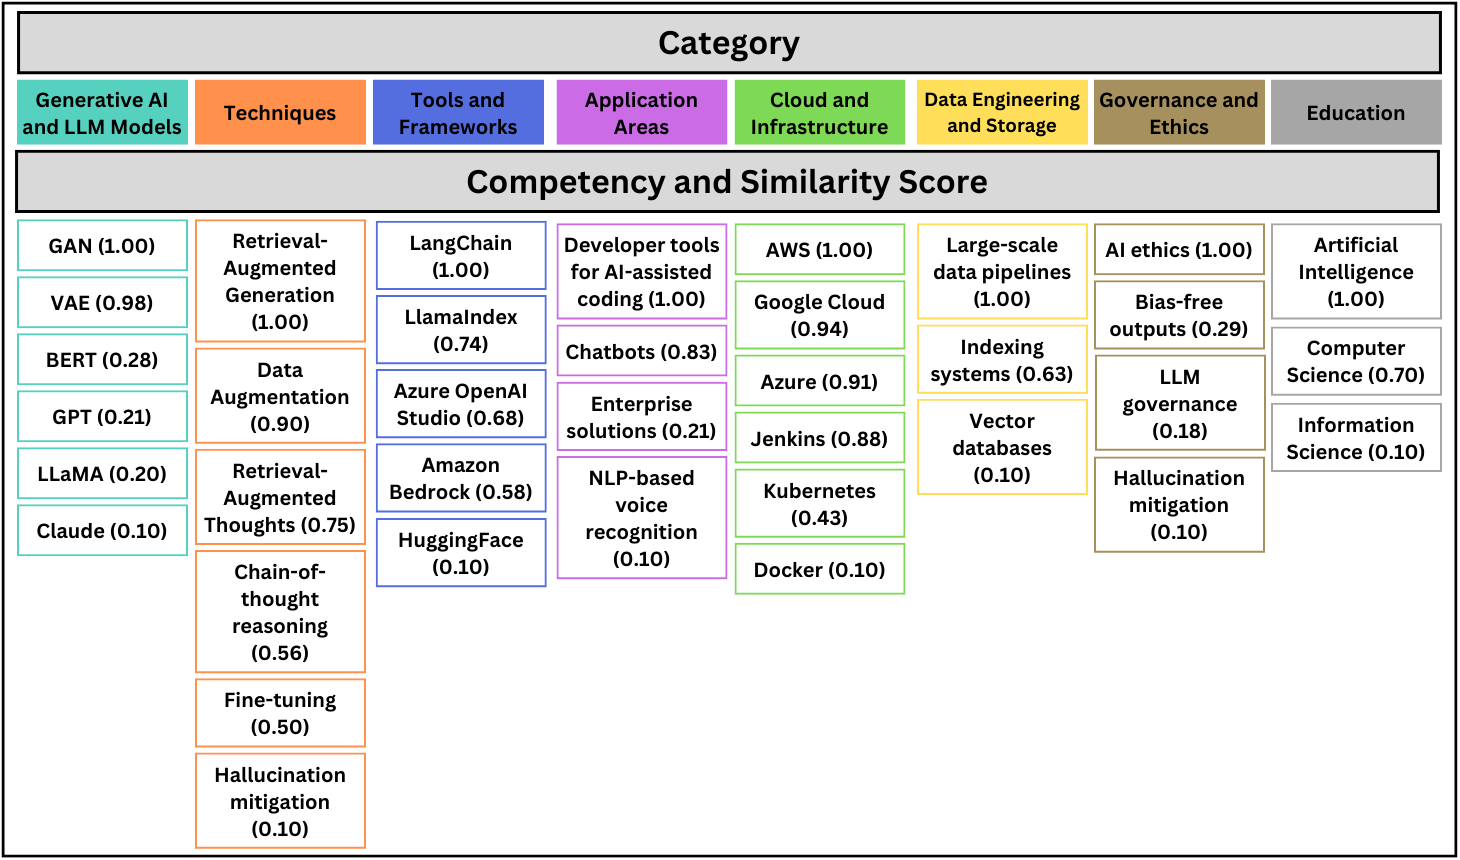 Category
Generative AI
and LLM Models
Techniques
Tools and
Frameworks
Application
Areas
Cloud and
Infrastructure
Data Engineering
and Storage
Governance and
Ethics
Education
Competency and Similarity Score
GAN (1.00)
VAE (0.98)
BERT (0.28)
GPT (0.21)
LLaMA (0.20)
Claude (0.10)
Retrieval-
Augmented
Generation
(1.00)
Data
Augmentation
(0.90)
Retrieval-
Augmented
Thoughts (0.75)
Chain-of-
thought
reasoning
(0.56)
Fine-tuning
(0.50)
Hallucination
mitigation
(0.10)
LangChain
(1.00)
LlamaIndex
(0.74)
Azure OpenAI
Studio (0.68)
Amazon
Bedrock (0.58)
HuggingFace
(0.10)
Developer tools
for AI-assisted
coding (1.00)
Chatbots (0.83)
Enterprise
solutions (0.21)
NLP-based
voice
recognition
(0.10)
AWS (1.00)
Google Cloud
(0.94)
Azure (0.91)
Jenkins (0.88)
Kubernetes
(0.43)
Docker (0.10)
Large-scale
data pipelines
(1.00)
Indexing
systems (0.63)
Vector
databases
(0.10)
AI ethics (1.00)
Bias-free
outputs (0.29)
LLM
governance
(0.18)
Hallucination
mitigation
(0.10)
Artificial
Intelligence
(1.00)
Computer
Science (0.70)
Information
Science (0.10)